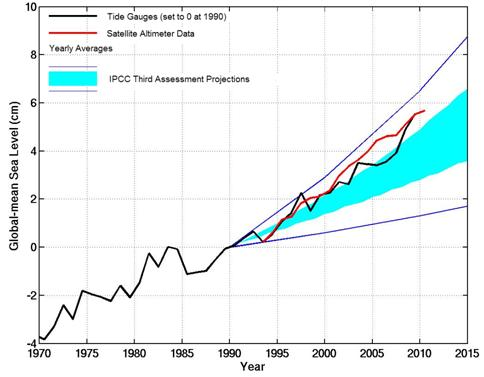 10
8
6
4
2
0
-2
-4
Global-mean Sea Level (cm)
Tide Gauges (set to 0 at 1990)
Satellite Altimeter Data
Yearly Averages
IPCC Third Assessment Projections
1970 1975 1980 1985 1990 1995 2000 2005 2010 2015
Year